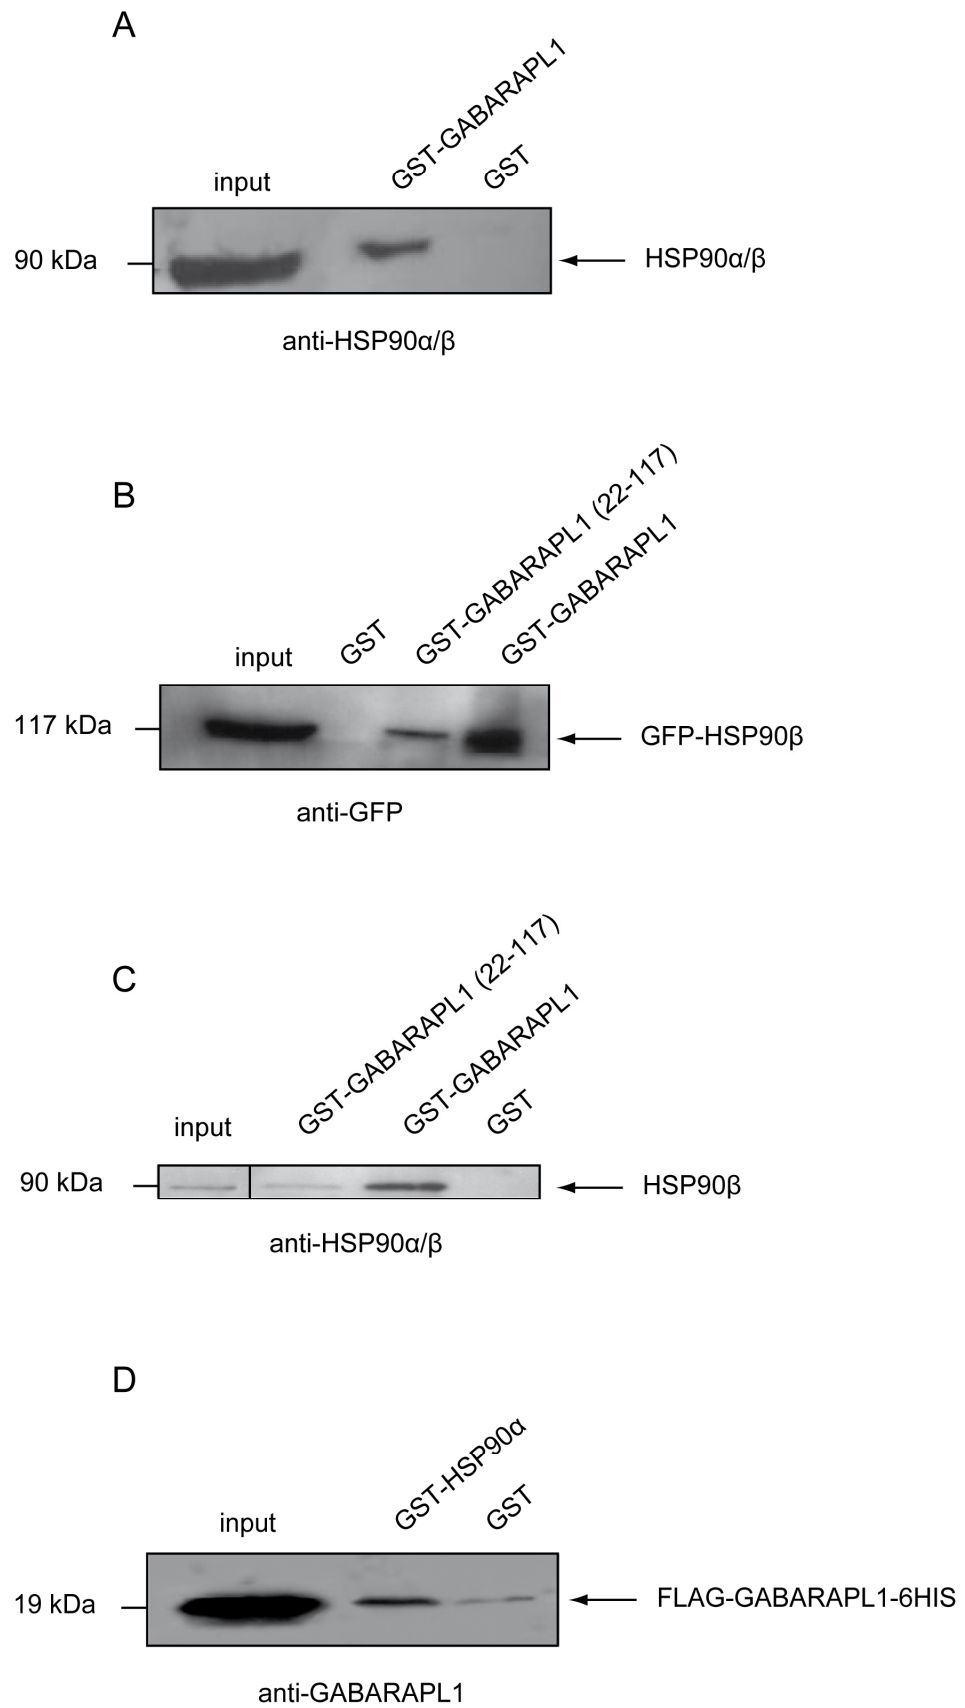 A
GST-GABARAPL1
GST
input
90 kDa
HSP90α/β
anti-HSP90α/β
B
GST-GABARAPL1 (22-117)
GST-GABARAPL1
GST
input
117 kDa
GFP-HSP90β
anti-GFP
C
GST-GABARAPL1 (22-117)
GST-GABARAPL1
GST
input
90 kDa
HSP90β
anti-HSP90α/β
D
GST-HSP90α
GST
input
19 kDa
FLAG-GABARAPL1-6HIS
anti-GABARAPL1